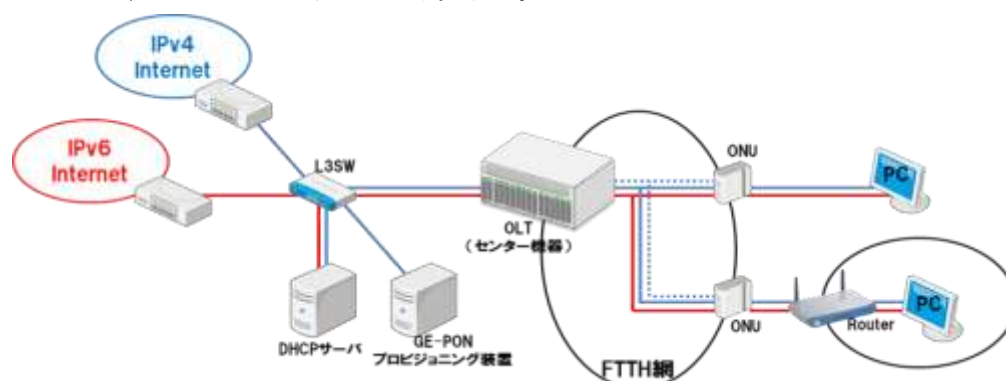 IPv4
Internet
IPv6
Internet
L3SW
OLT
(センター機器)
ONU
PC
DHCPサーバ
GE-PON
プロビジョニング装置
ONU
Router
PC
FTTH網